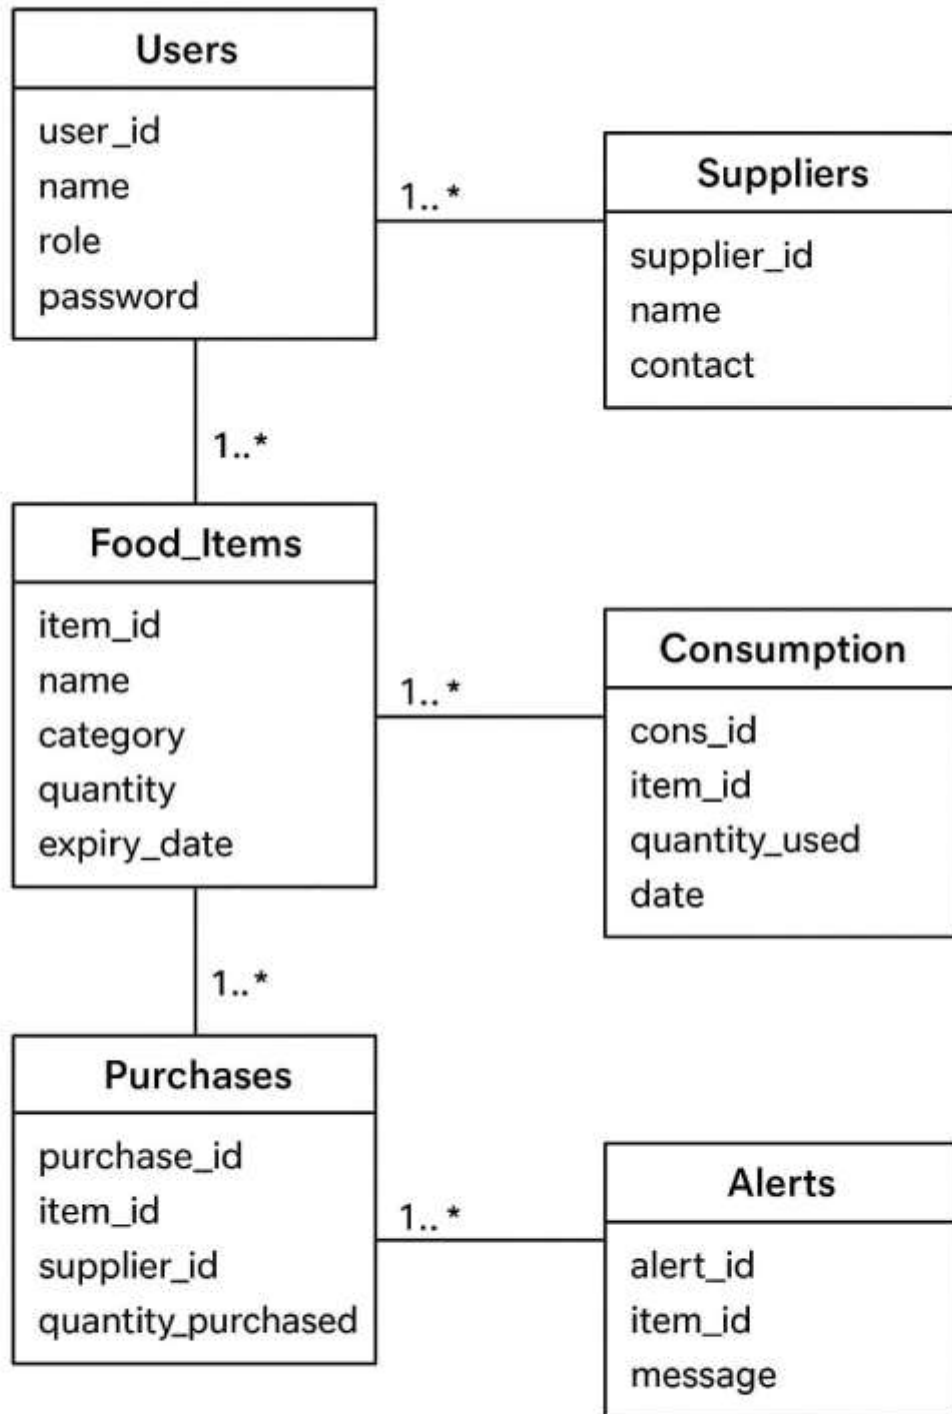 Users
user_id
name
role
password
1..*
Suppliers
supplier_id
name
contact
1..*
Food_Items
item_id
name
category
quantity
expiry_date
1..*
Consumption
cons_id
item_id
quantity_used
date
1..*
Purchases
purchase_id
item_id
supplier_id
quantity_purchased
1..*
Alerts
alert_id
item_id
message